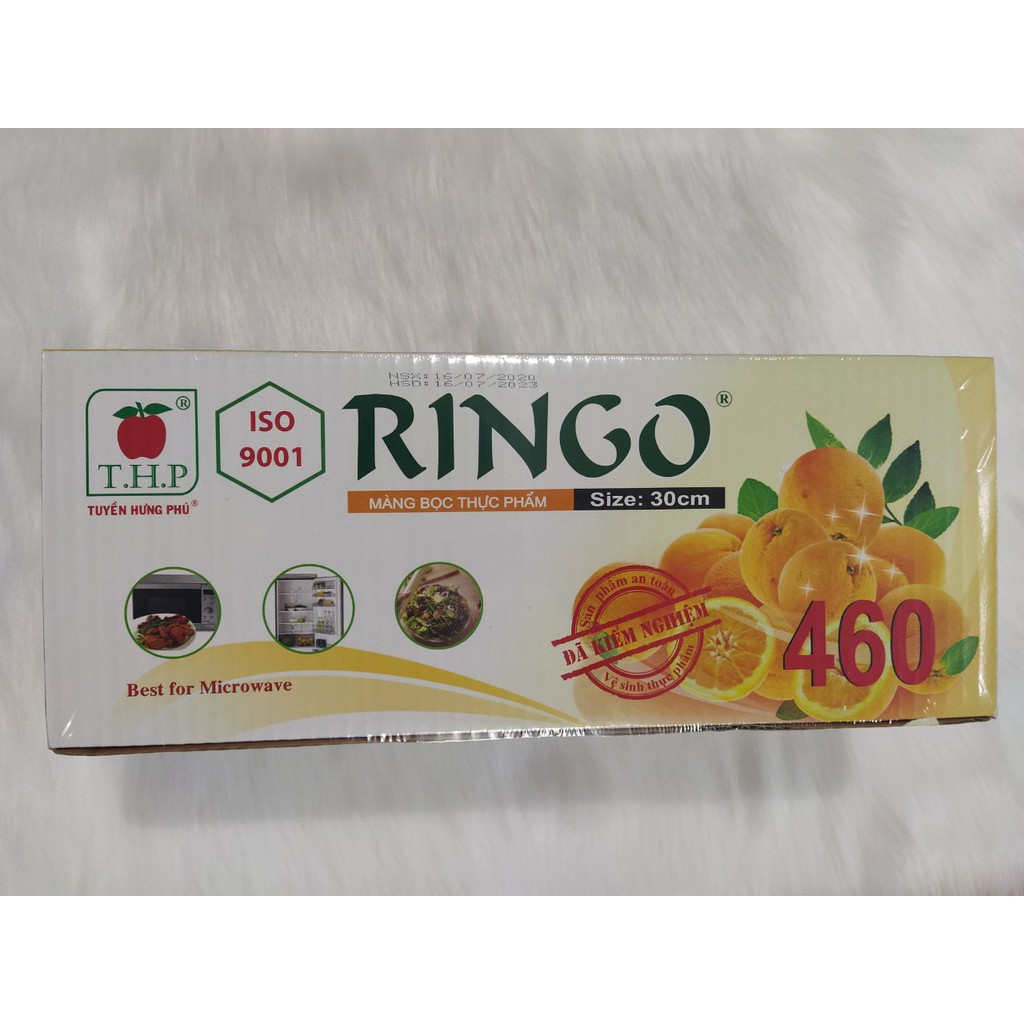 NSX: 16/07/2020
HSD: 16/07/2023
T.H.P ®
TUYỀN HƯNG PHÚ®
ISO
9001
RINGO®
MÀNG BỌC THỰC PHẨM
Size: 30cm
Best for Microwave
Sản phẩm an toàn
ĐÃ KIỂM NGHIỆM
Vệ sinh thực phẩm
460